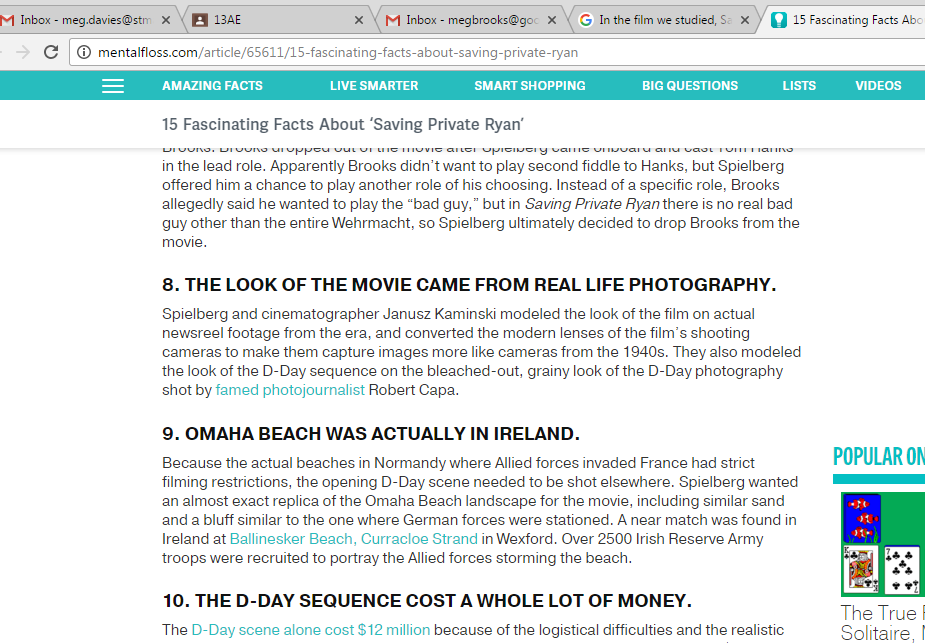 Inbox - meg.davies@stm
13AE
Inbox - megbrooks@goo
In the film we studied, Sa
15 Fascinating Facts Abo
mentalfloss.com/article/65611/15-fascinating-facts-about-saving-private-ryan
AMAZING FACTS LIVE SMARTER SMART SHOPPING BIG QUESTIONS LISTS VIDEOS
15 Fascinating Facts About ‘Saving Private Ryan’
Brooks. Brooks dropped out of the movie after Spielberg came onboard and cast Tom Hanks
in the lead role. Apparently Brooks didn’t want to play second fiddle to Hanks, but Spielberg
offered him a chance to play another role of his choosing. Instead of a specific role, Brooks
allegedly said he wanted to play the “bad guy,” but in Saving Private Ryan there is no real bad
guy other than the entire Wehrmacht, so Spielberg ultimately decided to drop Brooks from the
movie.
8. THE LOOK OF THE MOVIE CAME FROM REAL LIFE PHOTOGRAPHY.
Spielberg and cinematographer Janusz Kaminski modeled the look of the film on actual
newsreel footage from the era, and converted the modern lenses of the film’s shooting
cameras to make them capture images more like cameras from the 1940s. They also modeled
the look of the D-Day sequence on the bleached-out, grainy look of the D-Day photography
shot by famed photojournalist Robert Capa.
9. OMAHA BEACH WAS ACTUALLY IN IRELAND.
Because the actual beaches in Normandy where Allied forces invaded France had strict
filming restrictions, the opening D-Day scene needed to be shot elsewhere. Spielberg wanted
an almost exact replica of the Omaha Beach landscape for the movie, including similar sand
and a bluff similar to the one where German forces were stationed. A near match was found in
Ireland at Ballinesker Beach, Curracloe Strand in Wexford. Over 2500 Irish Reserve Army
troops were recruited to portray the Allied forces storming the beach.
10. THE D-DAY SEQUENCE COST A WHOLE LOT OF MONEY.
The D-Day scene alone cost $12 million because of the logistical difficulties and the realistic
POPULAR ON
K
7
The True
Solitaire,